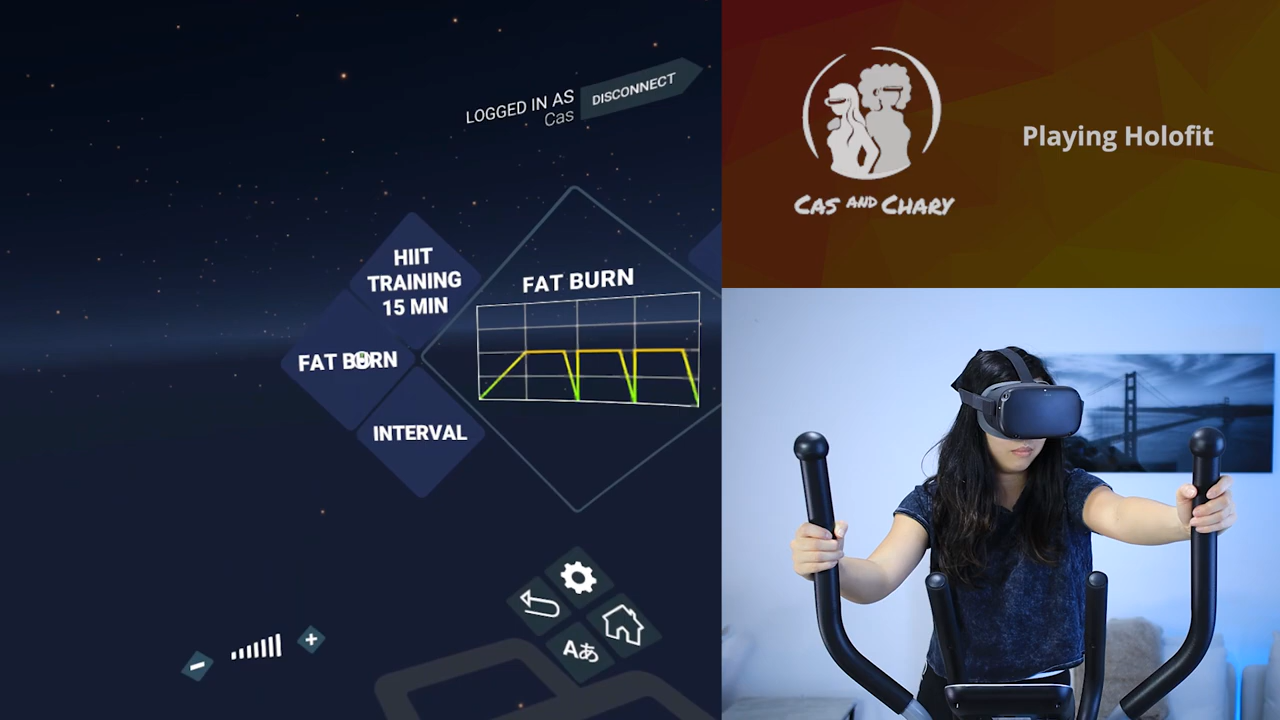 LOGGED IN AS
Cas
DISCONNECT
HIIT
TRAINING
15 MIN
FAT BURN
INTERVAL
FAT BURN
Aあ
CAS AND CHARY
Playing Holofit